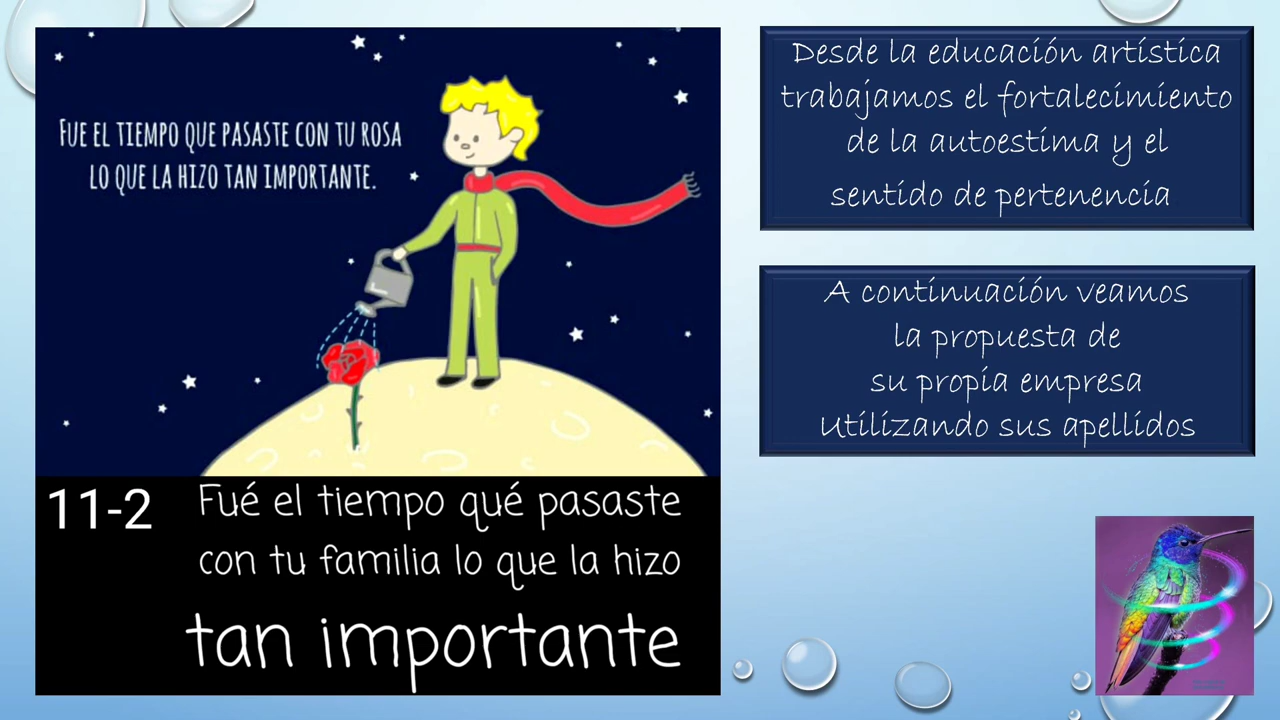 FUE EL TIEMPO QUE PASASTE CON TU ROSA
LO QUE LA HIZO TAN IMPORTANTE.
11-2
Fué el tiempo qué pasaste
con tu familia lo que la hizo
tan importante
Desde la educación artística
trabajamos el fortalecimiento
de la autoestima y el
sentido de pertenencia
A continuación veamos
la propuesta de
su propia empresa
Utilizando sus apellidos